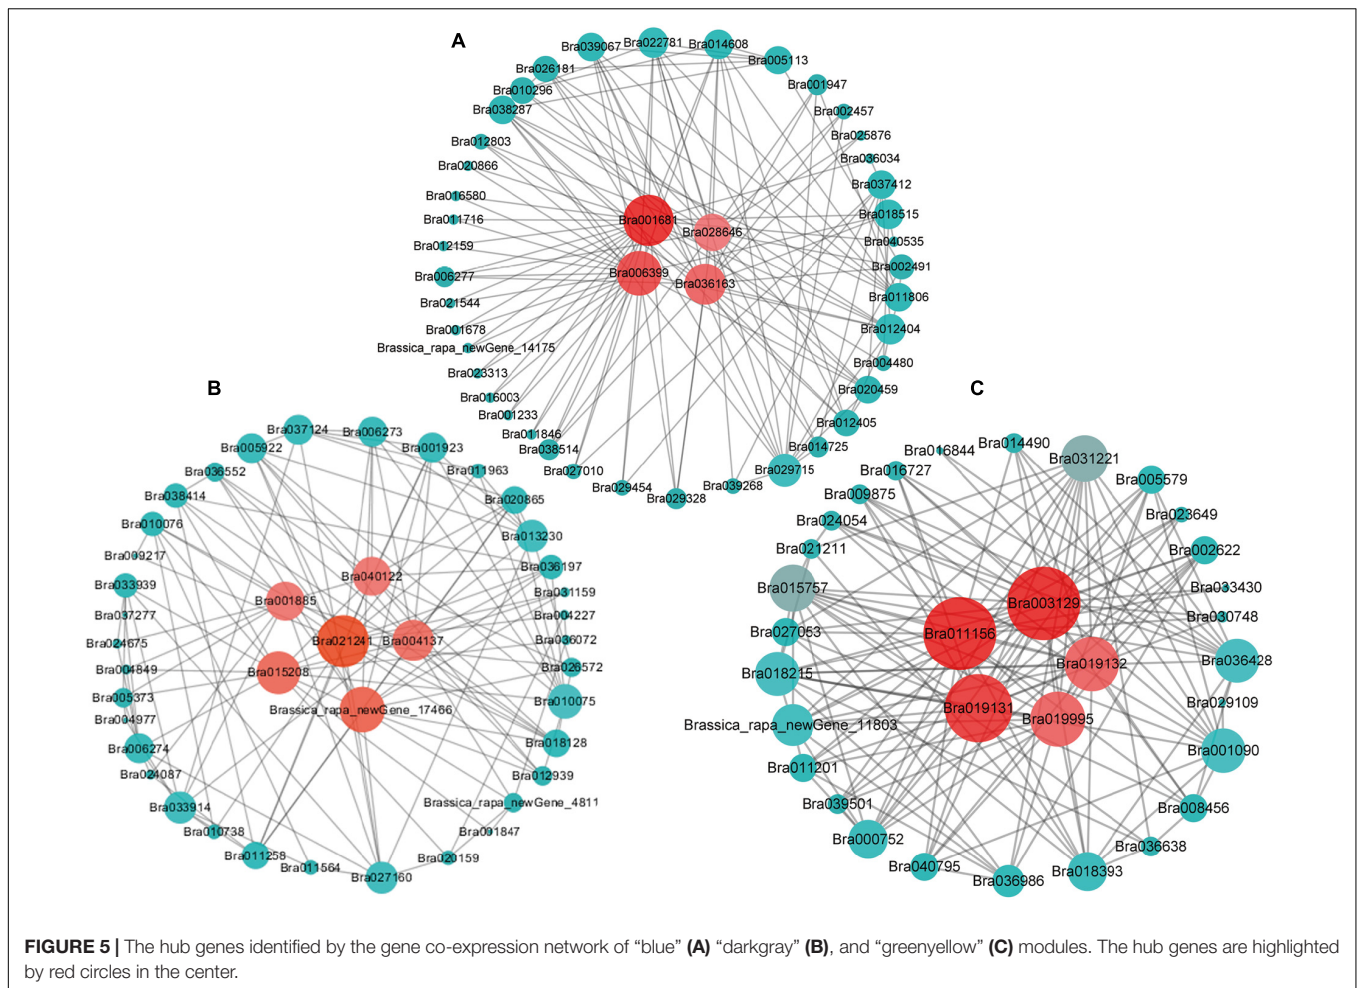 A
Bra039067
Bra022781
Bra014608
Bra005113
Bra026181
Bra010296
Bra038287
Bra001947
Bra002457
Bra025876
Bra036034
Bra012803
Bra020866
Bra037412
Bra016580
Bra018515
Bra011716
Bra001681
Bra028646
Bra012159
Bra040535
Bra006277
Bra006399
Bra036163
Bra002491
Bra021544
Bra011806
Bra001678
Bra012404
Brassica_rapa_newGene_14175
Bra023313
Bra004480
Bra016003
Bra020459
Bra001233
Bra012405
Bra011846
Bra038514
Bra014725
Bra027010
Bra029715
Bra029454
Bra029328
Bra039268
B
Bra037124
Bra006273
Bra005922
Bra001923
Bra036552
Bra011963
Bra038414
Bra020865
Bra010076
Bra013230
Bra009217
Bra036197
Bra040122
Bra033939
Bra001885
Bra031159
Bra037277
Bra004227
Bra024675
Bra021241
Bra004137
Bra036072
Bra004849
Bra015208
Bra026572
Bra005373
Brassica_rapa_newGene_17466
Bra010075
Bra004977
Bra006274
Bra018128
Bra024087
Bra012939
Bra033914
Brassica_rapa_newGene_4811
Bra010738
Bra031847
Bra011258
Bra011564
Bra020159
Bra027160
C
Bra016844
Bra014490
Bra031221
Bra016727
Bra005579
Bra009875
Bra023649
Bra024054
Bra021211
Bra002622
Bra015757
Bra033430
Bra003129
Bra030748
Bra027053
Bra011156
Bra018215
Bra019132
Bra036428
Bra019131
Bra019995
Bra029109
Brassica_rapa_newGene_11803
Bra001090
Bra011201
Bra039501
Bra008456
Bra000752
Bra036638
Bra040795
Bra036986
Bra018393
FIGURE 5 | The hub genes identified by the gene co-expression network of “blue” (A) “darkgray” (B), and “greenyellow” (C) modules. The hub genes are highlighted
by red circles in the center.